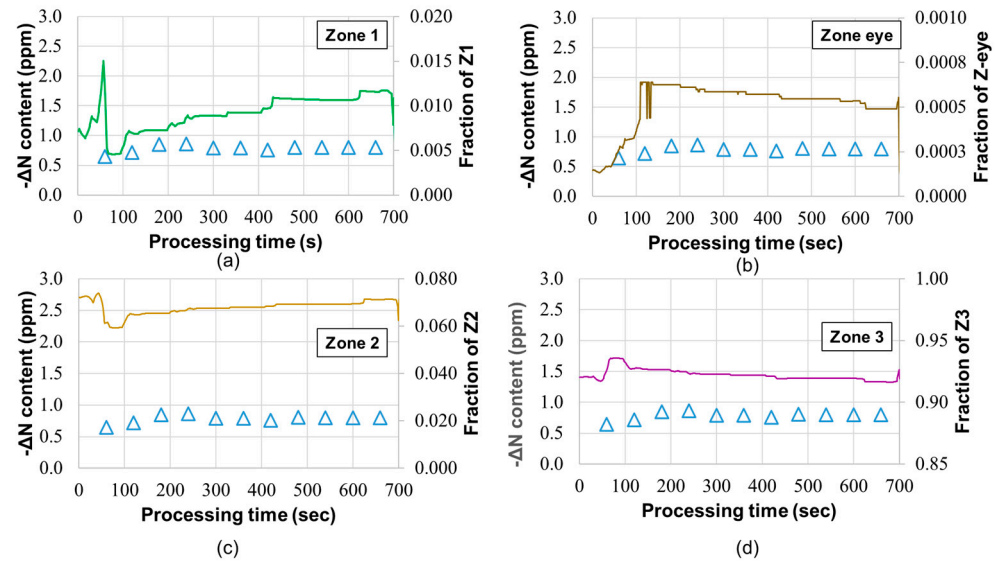 3.0
2.5
2.0
1.5
1.0
0.5
0.0
-ΔN content (ppm)
0.020
0.015
0.010
0.005
0.000
Fraction of Z1
Zone 1
0 100 200 300 400 500 600 700
Processing time (s)
(a)
3.0
2.5
2.0
1.5
1.0
0.5
0.0
-ΔN content (ppm)
0.0010
0.0008
0.0005
0.0003
0.0000
Fraction of Z-eye
Zone eye
0 100 200 300 400 500 600 700
Processing time (sec)
(b)
3.0
2.5
2.0
1.5
1.0
0.5
0.0
-ΔN content (ppm)
0.080
0.060
0.040
0.020
0.000
Fraction of Z2
Zone 2
0 100 200 300 400 500 600 700
Processing time (sec)
(c)
3.0
2.5
2.0
1.5
1.0
0.5
0.0
-ΔN content (ppm)
1.00
0.95
0.90
0.85
Fraction of Z3
Zone 3
0 100 200 300 400 500 600 700
Processing time (sec)
(d)